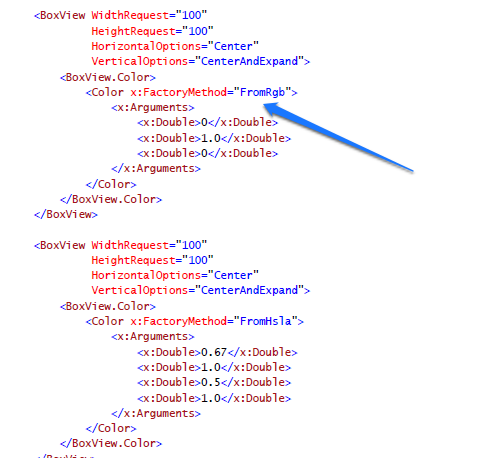 <BoxView WidthRequest="100"
HeightRequest="100"
HorizontalOptions="Center"
VerticalOptions="CenterAndExpand">
<BoxView.Color>
<Color x:FactoryMethod="FromRgb">
<x:Arguments>
<x:Double>0</x:Double>
<x:Double>1.0</x:Double>
<x:Double>0</x:Double>
</x:Arguments>
</Color>
</BoxView.Color>
</BoxView>
<BoxView WidthRequest="100"
HeightRequest="100"
HorizontalOptions="Center"
VerticalOptions="CenterAndExpand">
<BoxView.Color>
<Color x:FactoryMethod="FromHsla">
<x:Arguments>
<x:Double>0.67</x:Double>
<x:Double>1.0</x:Double>
<x:Double>0.5</x:Double>
<x:Double>1.0</x:Double>
</x:Arguments>
</Color>
</BoxView.Color>
</BoxView>